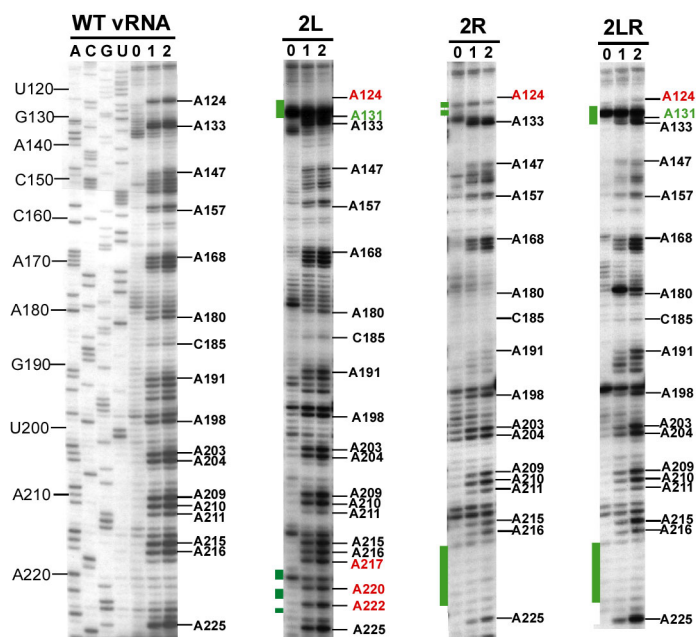 WT vRNA
A C G U 0 1 2
U120
G130
A140
C150
C160
A170
A180
G190
U200
A210
A220
A124
A133
A147
A157
A168
A180
C185
A191
A198
A203
A204
A209
A210
A211
A215
A216
A225
2L
0 1 2
A124
A131
A133
A147
A157
A168
A180
C185
A191
A198
A203
A204
A209
A210
A211
A215
A216
A217
A220
A222
A225
2R
0 1 2
A124
A133
A147
A157
A168
A180
C185
A191
A198
A203
A204
A209
A210
A211
A215
A216
A225
2LR
0 1 2
A124
A131
A133
A147
A157
A168
A180
C185
A191
A198
A203
A204
A209
A210
A211
A215
A216
A225